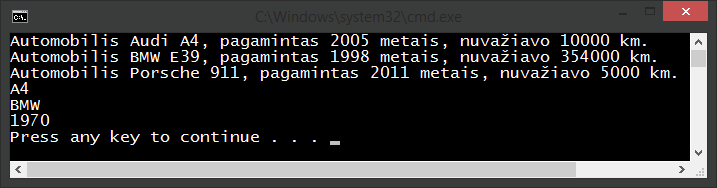 C:\Windows\system32\cmd.exe
Automobilis Audi A4, pagamintas 2005 metais, nuvažiavo 10000 km.
Automobilis BMW E39, pagamintas 1998 metais, nuvažiavo 354000 km.
Automobilis Porsche 911, pagamintas 2011 metais, nuvažiavo 5000 km.
A4
BMW
1970
Press any key to continue . . .